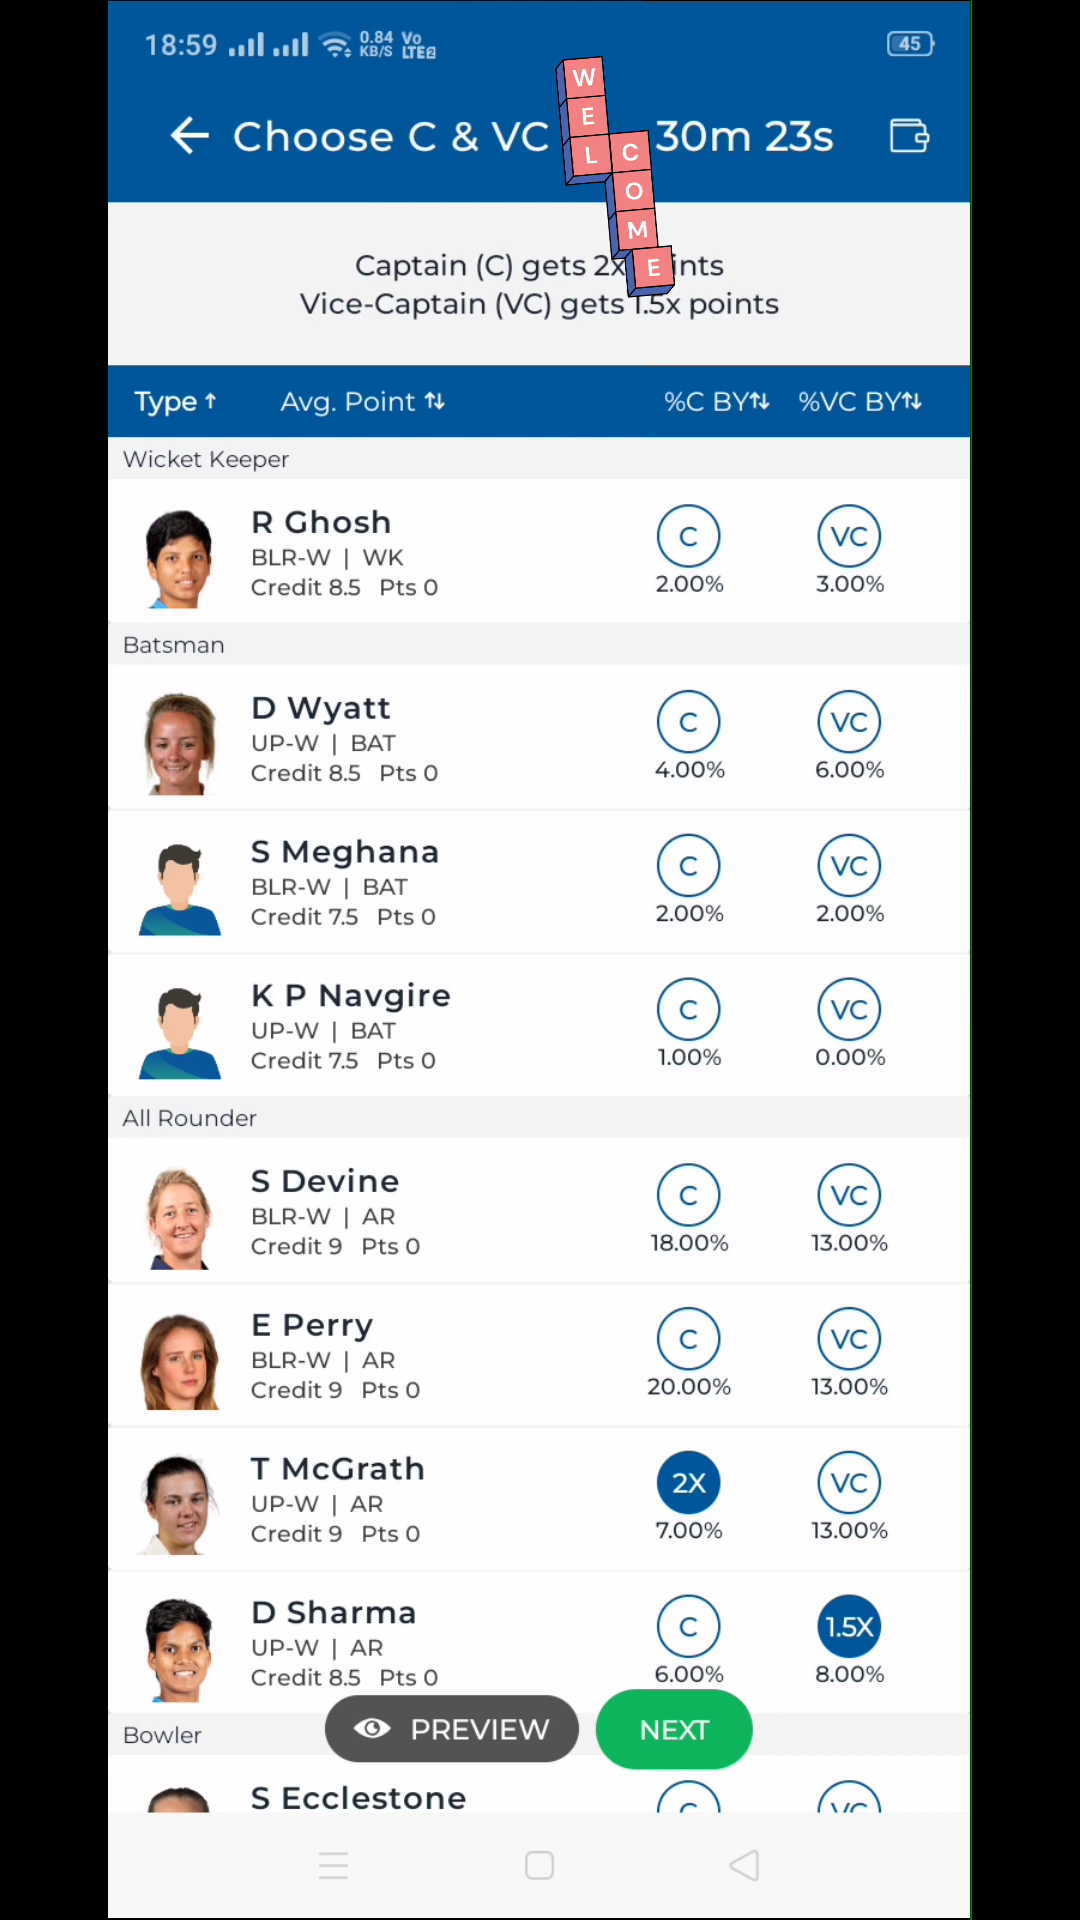 18:59 0.84 KB/S Vo LTE2 45
Choose C & VC 30m 23s
WELCOME
Captain (C) gets 2x ints
Vice-Captain (VC) gets 1.5x points
Type↑ Avg. Point ↑↓ %C BY↑↓ %VC BY↑↓
Wicket Keeper
R Ghosh
BLR-W | WK
Credit 8.5 Pts 0
C VC
2.00% 3.00%
Batsman
D Wyatt
UP-W | BAT
Credit 8.5 Pts 0
C VC
4.00% 6.00%
S Meghana
BLR-W | BAT
Credit 7.5 Pts 0
C VC
2.00% 2.00%
K P Navgire
UP-W | BAT
Credit 7.5 Pts 0
C VC
1.00% 0.00%
All Rounder
S Devine
BLR-W | AR
Credit 9 Pts 0
C VC
18.00% 13.00%
E Perry
BLR-W | AR
Credit 9 Pts 0
C VC
20.00% 13.00%
T McGrath
UP-W | AR
Credit 9 Pts 0
2X VC
7.00% 13.00%
D Sharma
UP-W | AR
Credit 8.5 Pts 0
C 1.5X
6.00% 8.00%
Bowler
PREVIEW NEXT
S Ecclestone
C VC